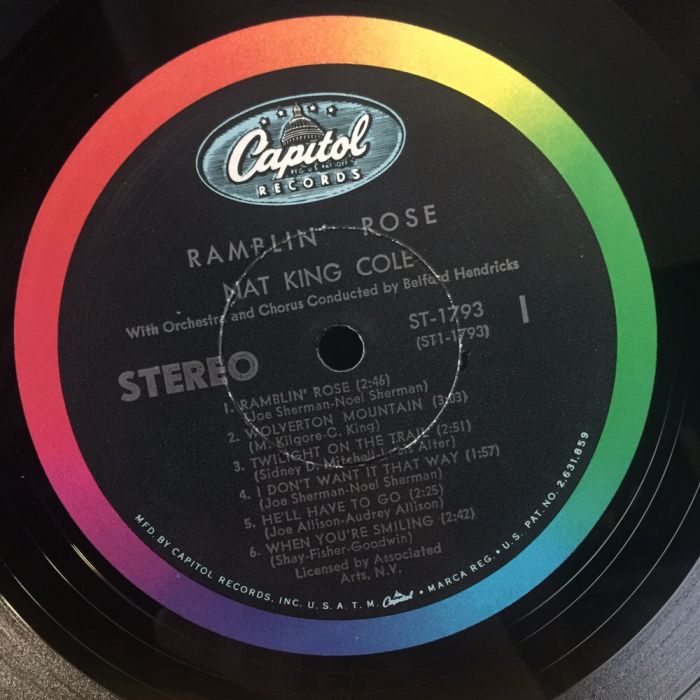 Capitol
REG. U.S. PAT. OFF.
RECORDS
RAMBLIN' ROSE
NAT KING COLE
With Orchestra and Chorus Conducted by Belford Hendricks
ST-1793
(ST1-1793)
1
STEREO
1. RAMBLIN' ROSE (2:46)
(Joe Sherman-Noel Sherman)
2. WOLVERTON MOUNTAIN (3:03)
(M. Kilgore-C. King)
3. TWILIGHT ON THE TRAIL (2:51)
(Sidney D. Mitchell-Louis Alter)
4. I DON'T WANT IT THAT WAY (1:57)
(Joe Sherman-Noel Sherman)
5. HE'LL HAVE TO GO (2:25)
(Joe Allison-Audrey Allison)
6. WHEN YOU'RE SMILING (2:42)
(Shay-Fisher-Goodwin)
Licensed by Associated
Arts, N.Y.
MFD. BY CAPITOL RECORDS, INC. U.S.A. T.M. Capitol • MARCA REG. • U.S. PAT. NO. 2,631,859